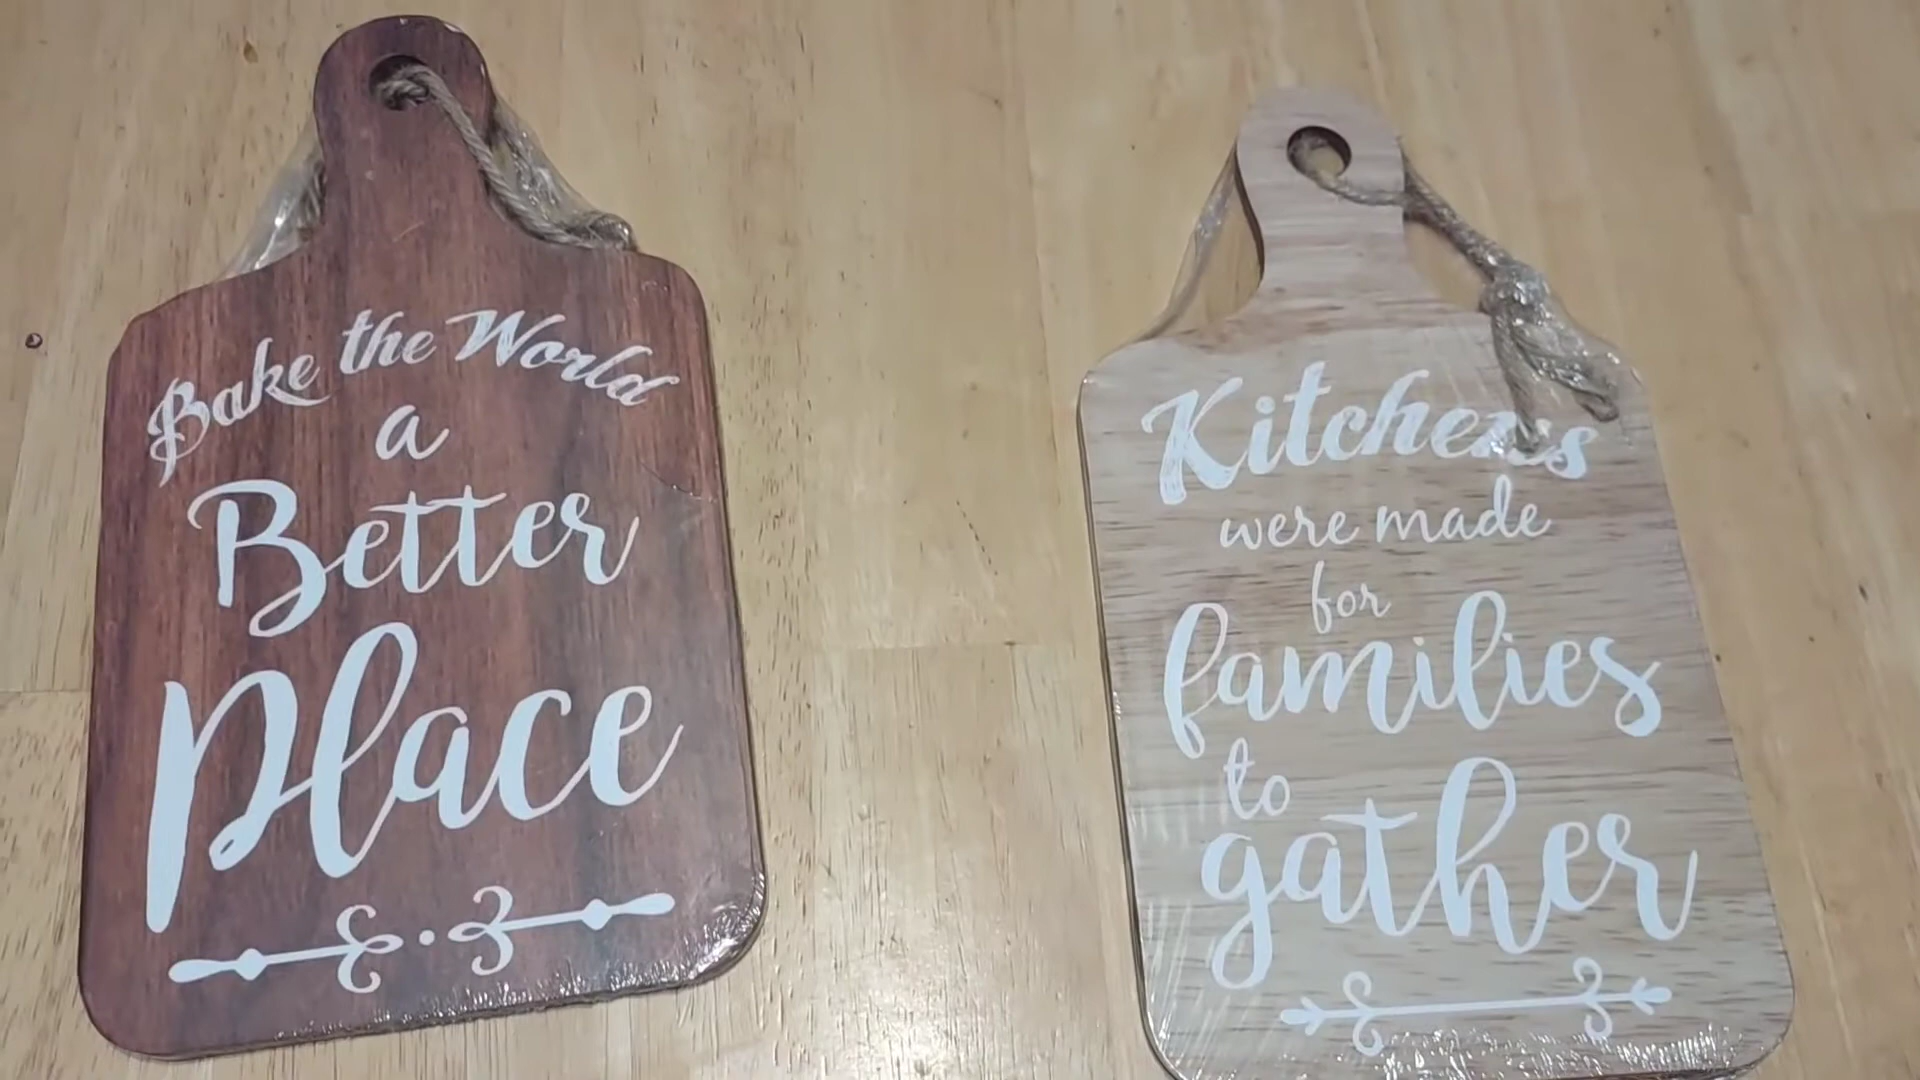 Bake the World
a
Better
Place
Kitchens
were made
for
families
to
gather